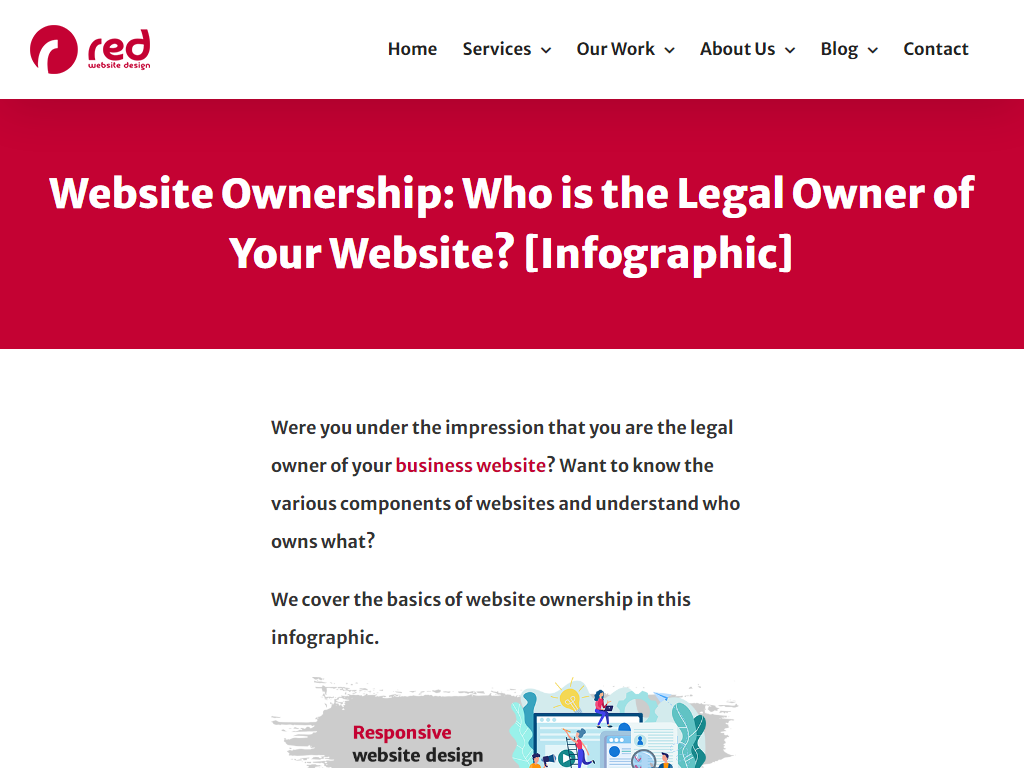 red
website design
Home Services Our Work About Us Blog Contact
Website Ownership: Who is the Legal Owner of
Your Website? [Infographic]
Were you under the impression that you are the legal
owner of your business website? Want to know the
various components of websites and understand who
owns what?
We cover the basics of website ownership in this
infographic.
Responsive
website design